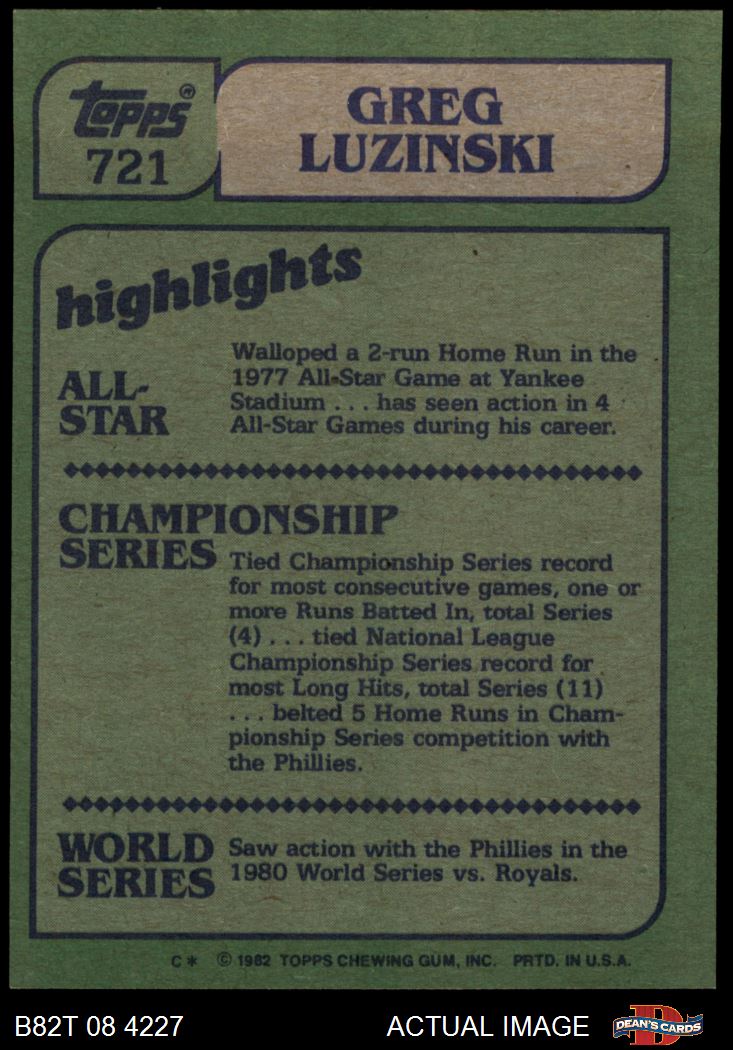 topps®
721
GREG
LUZINSKI
highlights
ALL-
STAR
Walloped a 2-run Home Run in the
1977 All-Star Game at Yankee
Stadium . . . has seen action in 4
All-Star Games during his career.
CHAMPIONSHIP
SERIES
Tied Championship Series record
for most consecutive games, one or
more Runs Batted In, total Series
(4) . . . tied National League
Championship Series record for
most Long Hits, total Series (11)
. . . belted 5 Home Runs in Cham-
pionship Series competition with
the Phillies.
WORLD
SERIES
Saw action with the Phillies in the
1980 World Series vs. Royals.
C* © 1982 TOPPS CHEWING GUM, INC. PRTD. IN U.S.A.
B82T 08 4227 ACTUAL IMAGE D DEAN'S CARDS